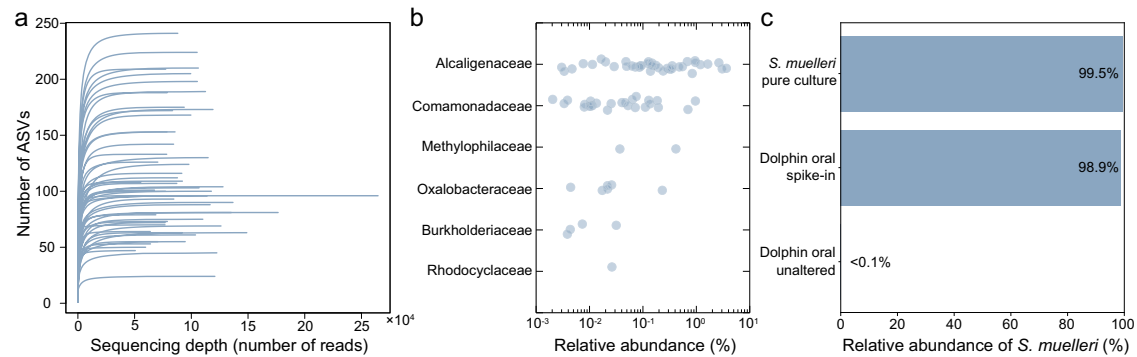 a
Number of ASVs
250
200
150
100
50
0
0
5
10
15
20
25
×10⁴
Sequencing depth (number of reads)
b
Alcaligenaceae
Comamonadaceae
Methylophilaceae
Oxalobacteraceae
Burkholderiaceae
Rhodocyclaceae
10⁻³
10⁻²
10⁻¹
10⁰
10¹
Relative abundance (%)
c
S. muelleri
pure culture
99.5%
Dolphin oral
spike-in
98.9%
Dolphin oral
unaltered
<0.1%
0
20
40
60
80
100
Relative abundance of S. muelleri (%)